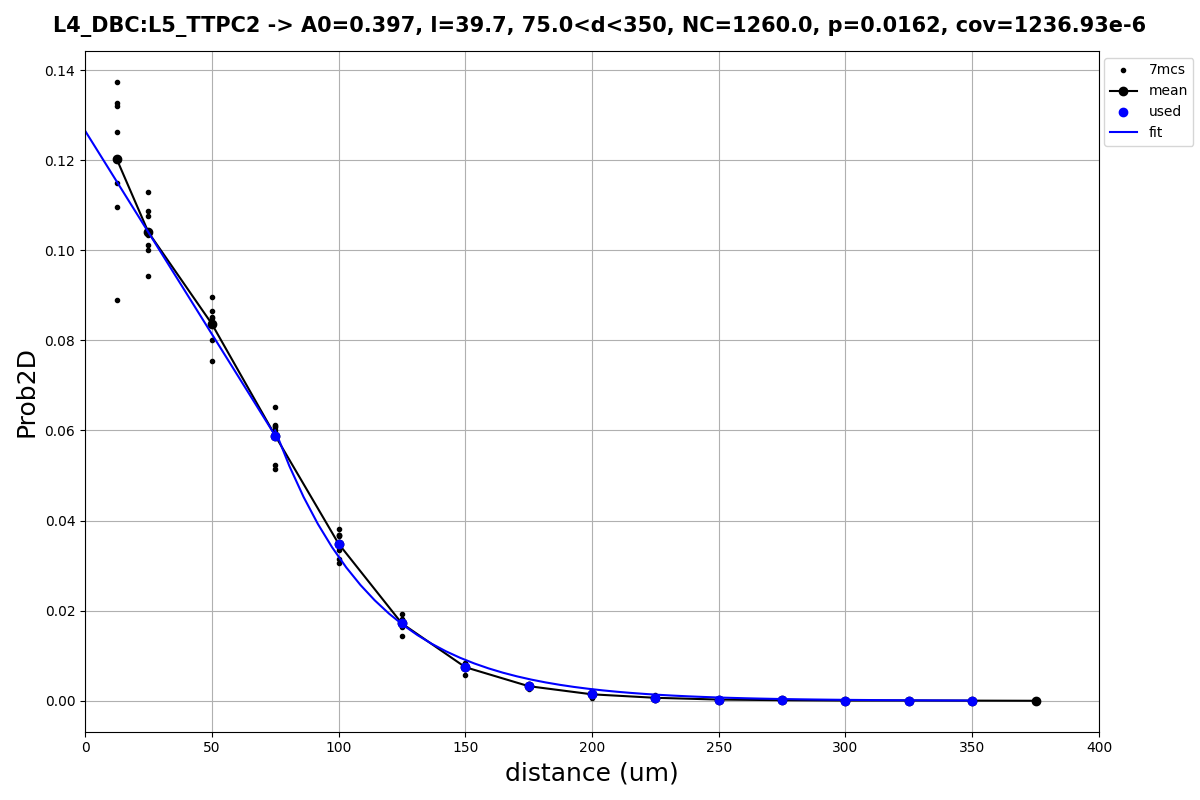 L4_DBC:L5_TTPC2 -> A0=0.397, l=39.7, 75.0<d<350, NC=1260.0, p=0.0162, cov=1236.93e-6
7mcs
mean
used
fit
0.14
0.12
0.10
0.08
0.06
0.04
0.02
0.00
Prob2D
0 50 100 150 200 250 300 350 400
distance (um)